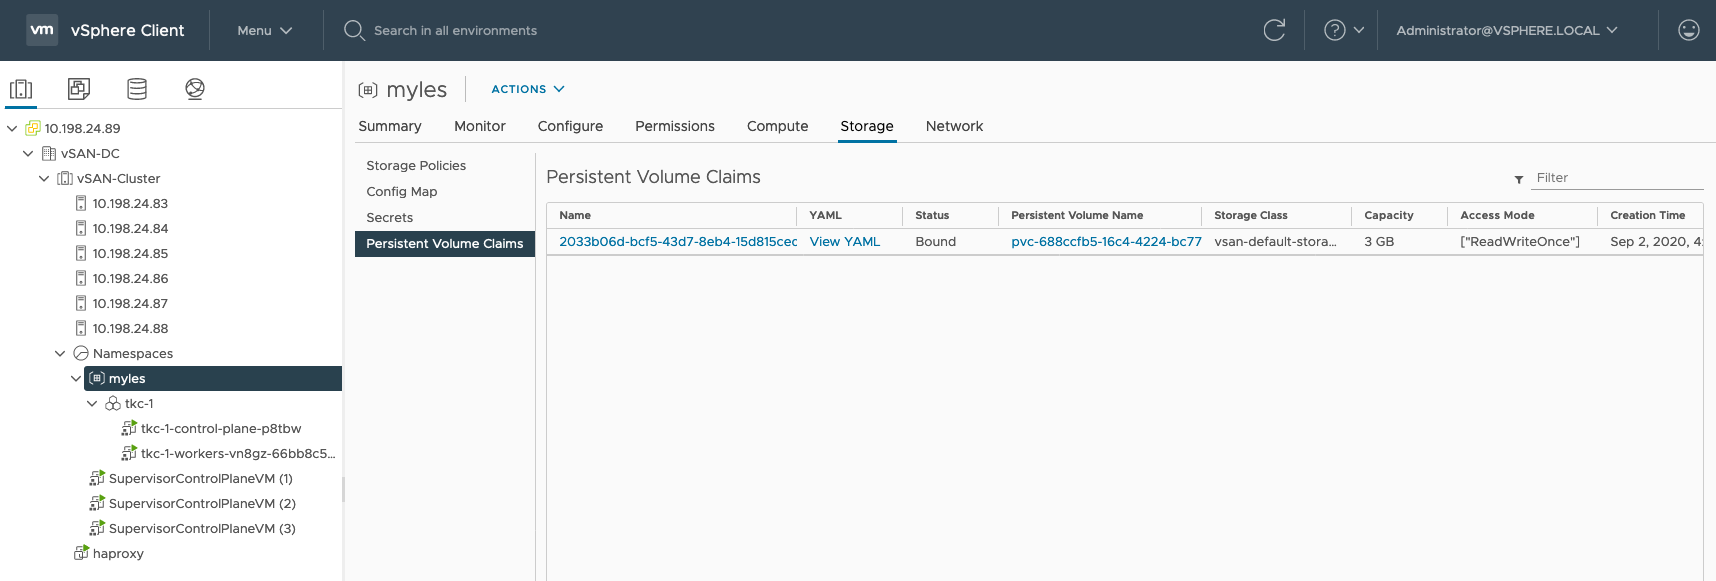 vm vSphere Client Menu Search in all environments Administrator@VSPHERE.LOCAL
10.198.24.89
vSAN-DC
vSAN-Cluster
10.198.24.83
10.198.24.84
10.198.24.85
10.198.24.86
10.198.24.87
10.198.24.88
Namespaces
myles
tkc-1
tkc-1-control-plane-p8tbw
tkc-1-workers-vn8gz-66bb8c5...
SupervisorControlPlaneVM (1)
SupervisorControlPlaneVM (2)
SupervisorControlPlaneVM (3)
haproxy
myles ACTIONS
Summary Monitor Configure Permissions Compute Storage Network
Storage Policies
Config Map
Secrets
Persistent Volume Claims
Persistent Volume Claims
Filter
Name YAML Status Persistent Volume Name Storage Class Capacity Access Mode Creation Time
2033b06d-bcf5-43d7-8eb4-15d815cec View YAML Bound pvc-688ccfb5-16c4-4224-bc77 vsan-default-stora... 3 GB ["ReadWriteOnce"] Sep 2, 2020, 4: